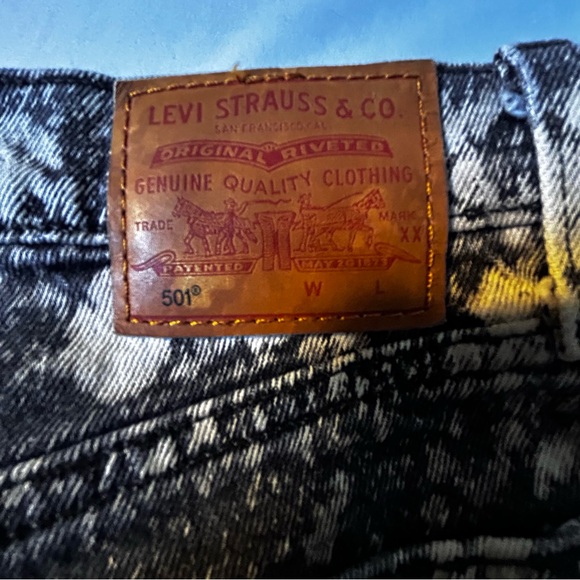 LEVI STRAUSS & CO.
SAN FRANCISCO, CAL
ORIGINAL RIVETED
GENUINE QUALITY CLOTHING
TRADE MARK
XX
PATENTED MAY 20 1873
501® W L